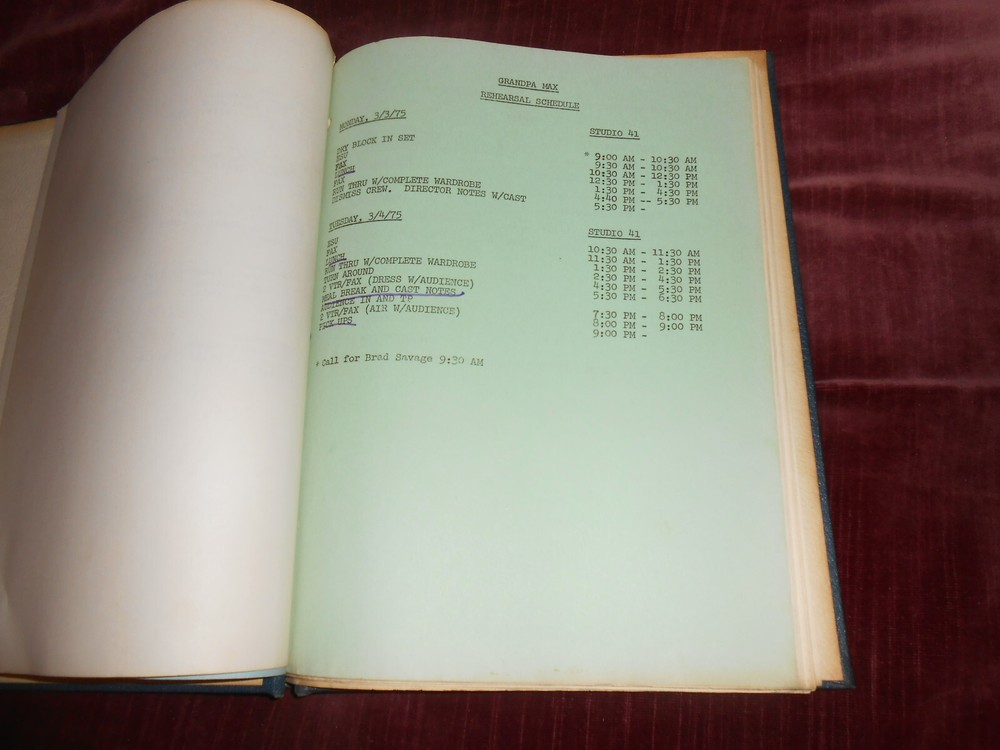 GRANDPA MAX
REHEARSAL SCHEDULE
MONDAY, 3/3/75 STUDIO 41
DRY BLOCK IN SET * 9:00 AM - 10:30 AM
ESU 9:30 AM - 10:30 AM
FAX 10:30 AM - 12:30 PM
LUNCH 12:30 PM - 1:30 PM
FAX 1:30 PM - 4:30 PM
RUN THRU W/COMPLETE WARDROBE 4:40 PM -- 5:30 PM
DISMISS CREW. DIRECTOR NOTES W/CAST 5:30 PM -
TUESDAY, 3/4/75 STUDIO 41
ESU 10:30 AM - 11:30 AM
FAX 11:30 AM - 1:30 PM
LUNCH 1:30 PM - 2:30 PM
RUN THRU W/COMPLETE WARDROBE 2:30 PM - 4:30 PM
TURN AROUND 4:30 PM - 5:30 PM
2 VTR/FAX (DRESS W/AUDIENCE) 5:30 PM - 6:30 PM
MEAL BREAK AND CAST NOTES
AUDIENCE IN AND TP 7:30 PM - 8:00 PM
2 VTR/FAX (AIR W/AUDIENCE) 8:00 PM - 9:00 PM
PICK UPS 9:00 PM -
* Call for Brad Savage 9:30 AM